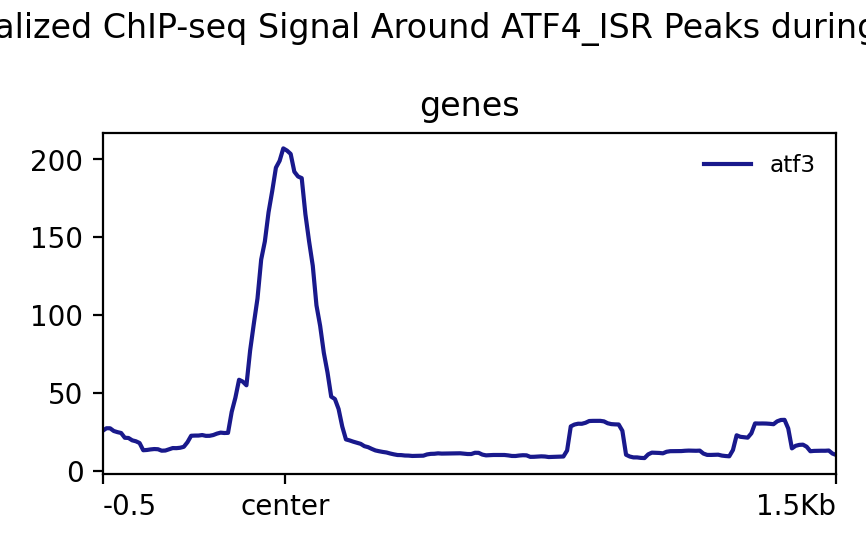 alized ChIP-seq Signal Around ATF4_ISR Peaks during
genes
atf3
200
150
100
50
0
-0.5 center 1.5Kb